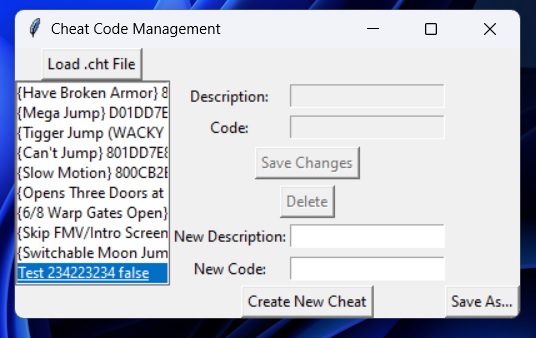 Cheat Code Management
Load .cht File
{Have Broken Armor} 8
{Mega Jump} D01DD7E
{Tigger Jump (WACKY
{Can't Jump} 801DD7E8
{Slow Motion} 800CB2E
{Opens Three Doors at
{6/8 Warp Gates Open}
{Skip FMV/Intro Screen
{Switchable Moon Jum
Test 234223234 false
Description:
Code:
Save Changes
Delete
New Description:
New Code:
Create New Cheat
Save As...